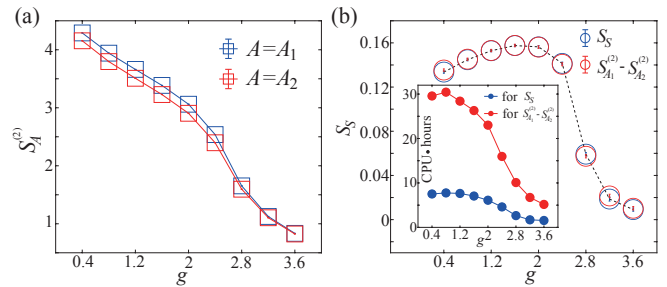 (a)
S_A^(2)
4
3
2
1
0.4 1.2 2 2.8 3.6
g
A=A_1
A=A_2
(b)
S_S
0.16
0.12
0.08
0.04
0
0.4 1.2 2 2.8 3.6
g
S_S
S_{A_1}^(2) - S_{A_2}^(2)
CPU•hours
30
20
10
0
0.4 1.2 2 2.8 3.6
g
for S_S
for S_{A_1}^(2) - S_{A_2}^(2)